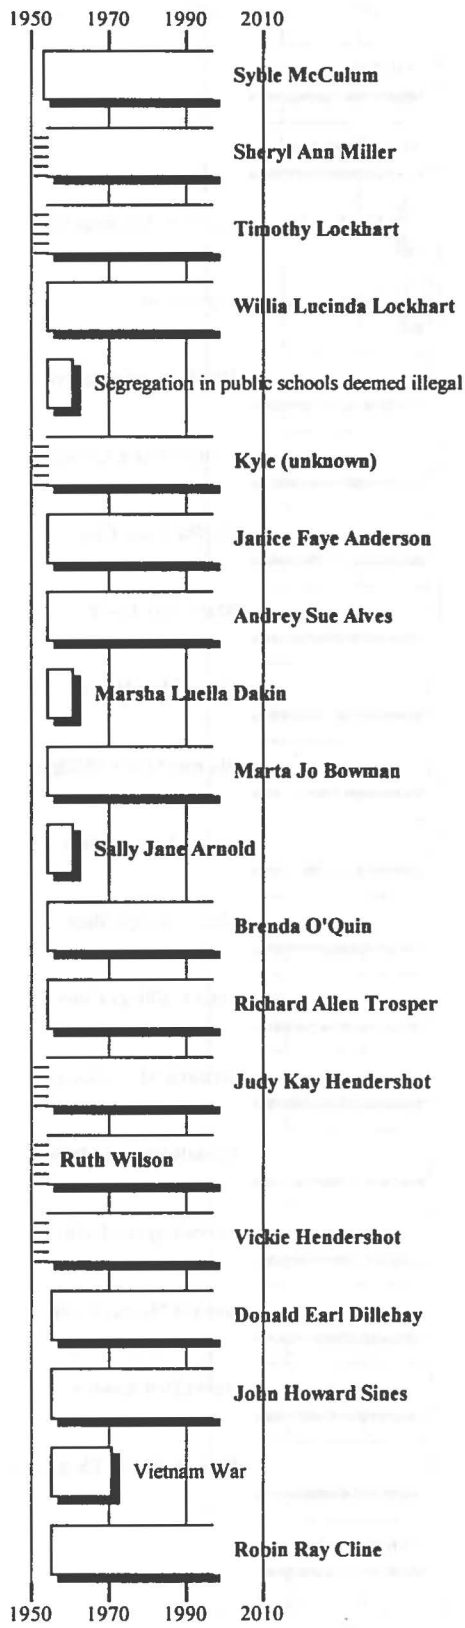 1950 1970 1990 2010
Syble McCulum
Sheryl Ann Miller
Timothy Lockhart
Willia Lucinda Lockhart
Segregation in public schools deemed illegal
Kyle (unknown)
Janice Faye Anderson
Andrey Sue Alves
Marsha Luella Dakin
Marta Jo Bowman
Sally Jane Arnold
Brenda O'Quin
Richard Allen Trosper
Judy Kay Hendershot
Ruth Wilson
Vickie Hendershot
Donald Earl Dillehay
John Howard Sines
Vietnam War
Robin Ray Cline
1950 1970 1990 2010